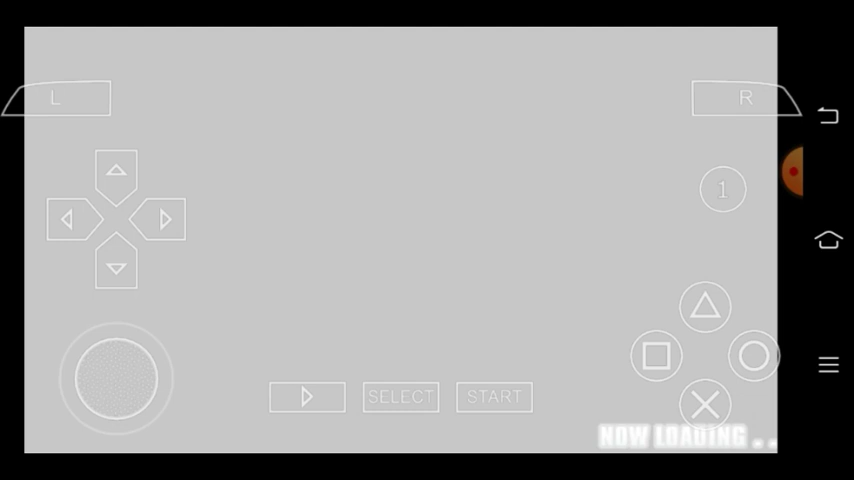 L
R
1
SELECT
START
NOW LOADING . .